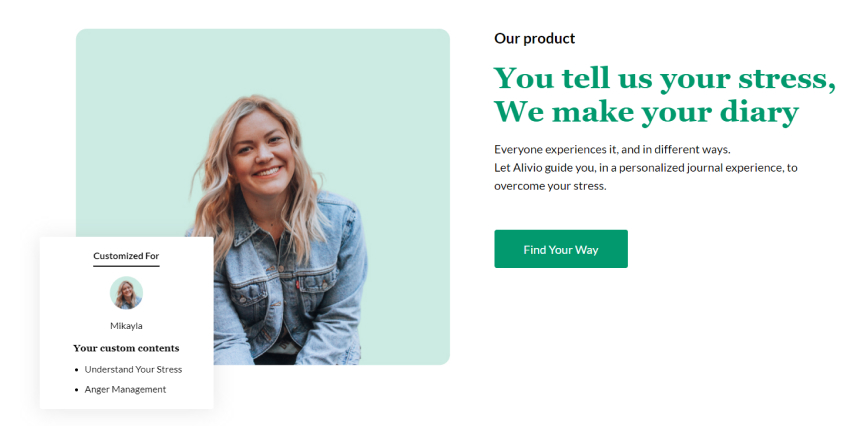 Our product
You tell us your stress,
We make your diary
Everyone experiences it, and in different ways.
Let Alivio guide you, in a personalized journal experience, to
overcome your stress.
Find Your Way
Customized For
Mikayla
Your custom contents
• Understand Your Stress
• Anger Management